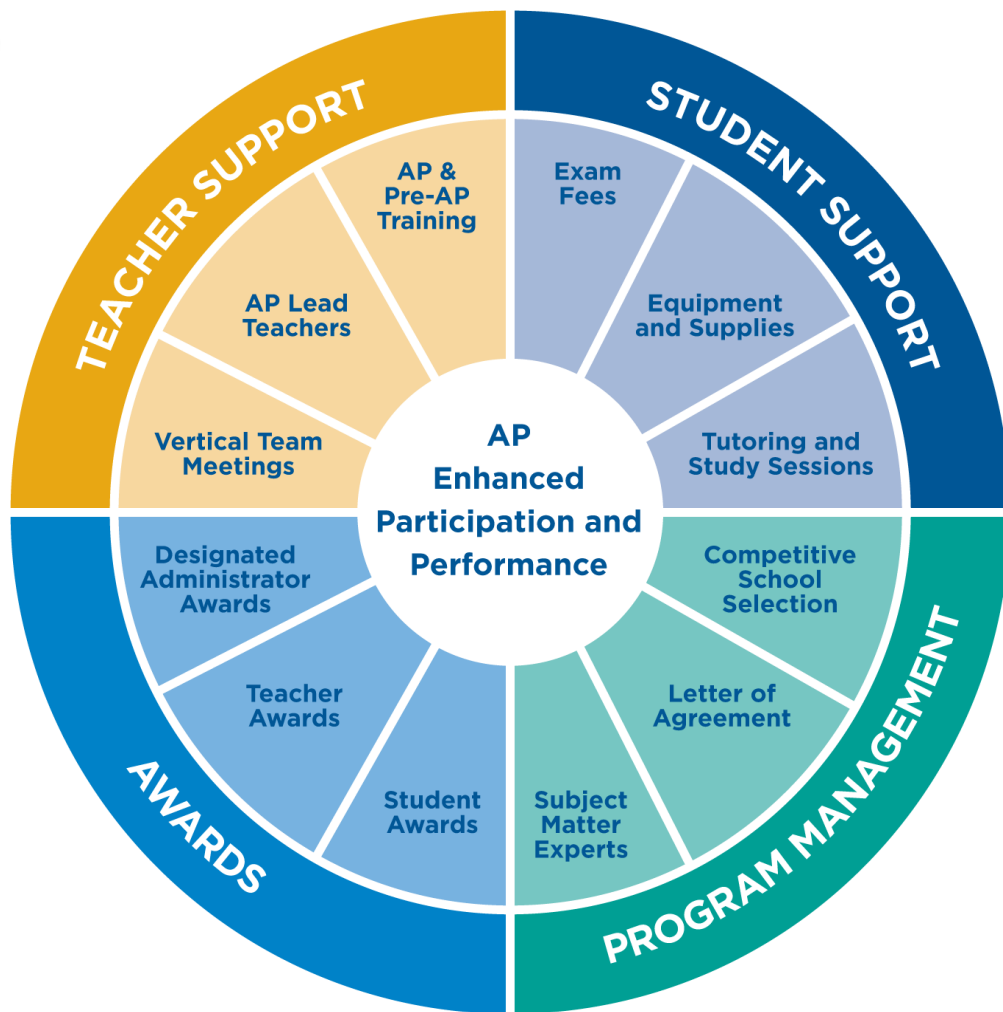 TEACHER SUPPORT
STUDENT SUPPORT
AP &
Pre-AP
Training
Exam
Fees
AP Lead
Teachers
Equipment
and Supplies
Vertical Team
Meetings
Tutoring and
Study Sessions
AP
Enhanced
Participation and
Performance
Designated
Administrator
Awards
Competitive
School
Selection
Teacher
Awards
Letter of
Agreement
Student
Awards
Subject
Matter
Experts
AWARDS
PROGRAM MANAGEMENT